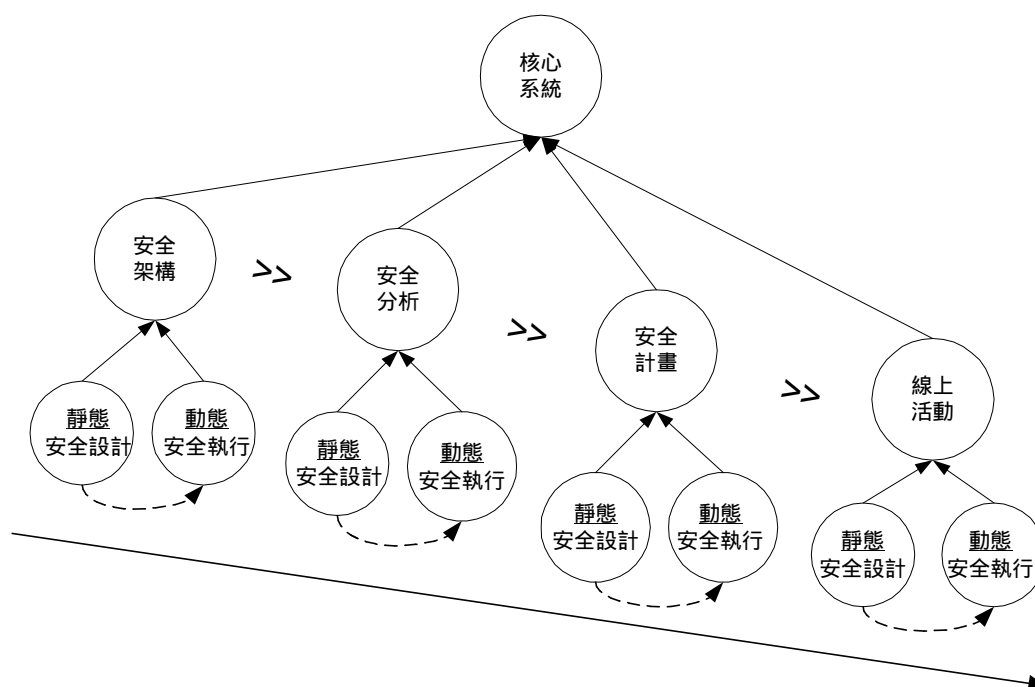 核心
系統
安全
架構
>>
安全
分析
>>
安全
計畫
>>
線上
活動
靜態
安全設計
動態
安全執行
靜態
安全設計
動態
安全執行
靜態
安全設計
動態
安全執行
靜態
安全設計
動態
安全執行